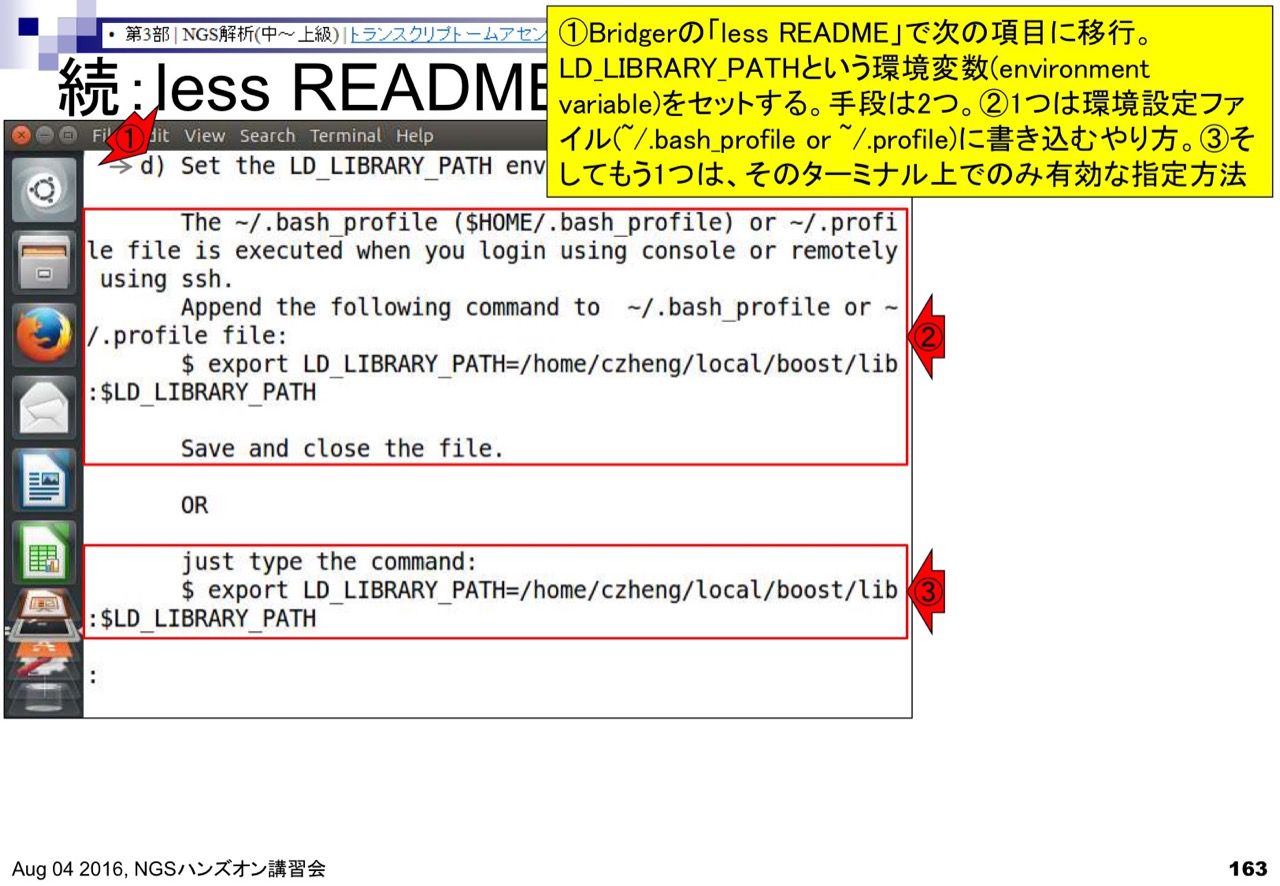 • 第3部 | NGS解析(中～上級) | トランスクリプトームアセン
続：less README
①Bridgerの「less README」で次の項目に移行。
LD_LIBRARY_PATHという環境変数(environment
variable)をセットする。手段は2つ。②1つは環境設定ファ
イル(~/.bash_profile or ~/.profile)に書き込むやり方。③そ
してもう1つは、そのターミナル上でのみ有効な指定方法
①
Edit View Search Terminal Help
d) Set the LD_LIBRARY_PATH env
The ~/.bash_profile ($HOME/.bash_profile) or ~/.profi
le file is executed when you login using console or remotely
using ssh.
Append the following command to ~/.bash_profile or ~
/.profile file:
②
$ export LD_LIBRARY_PATH=/home/czheng/local/boost/lib
:$LD_LIBRARY_PATH
Save and close the file.
OR
just type the command:
$ export LD_LIBRARY_PATH=/home/czheng/local/boost/lib
③
:$LD_LIBRARY_PATH
:
Aug 04 2016, NGSハンズオン講習会
163